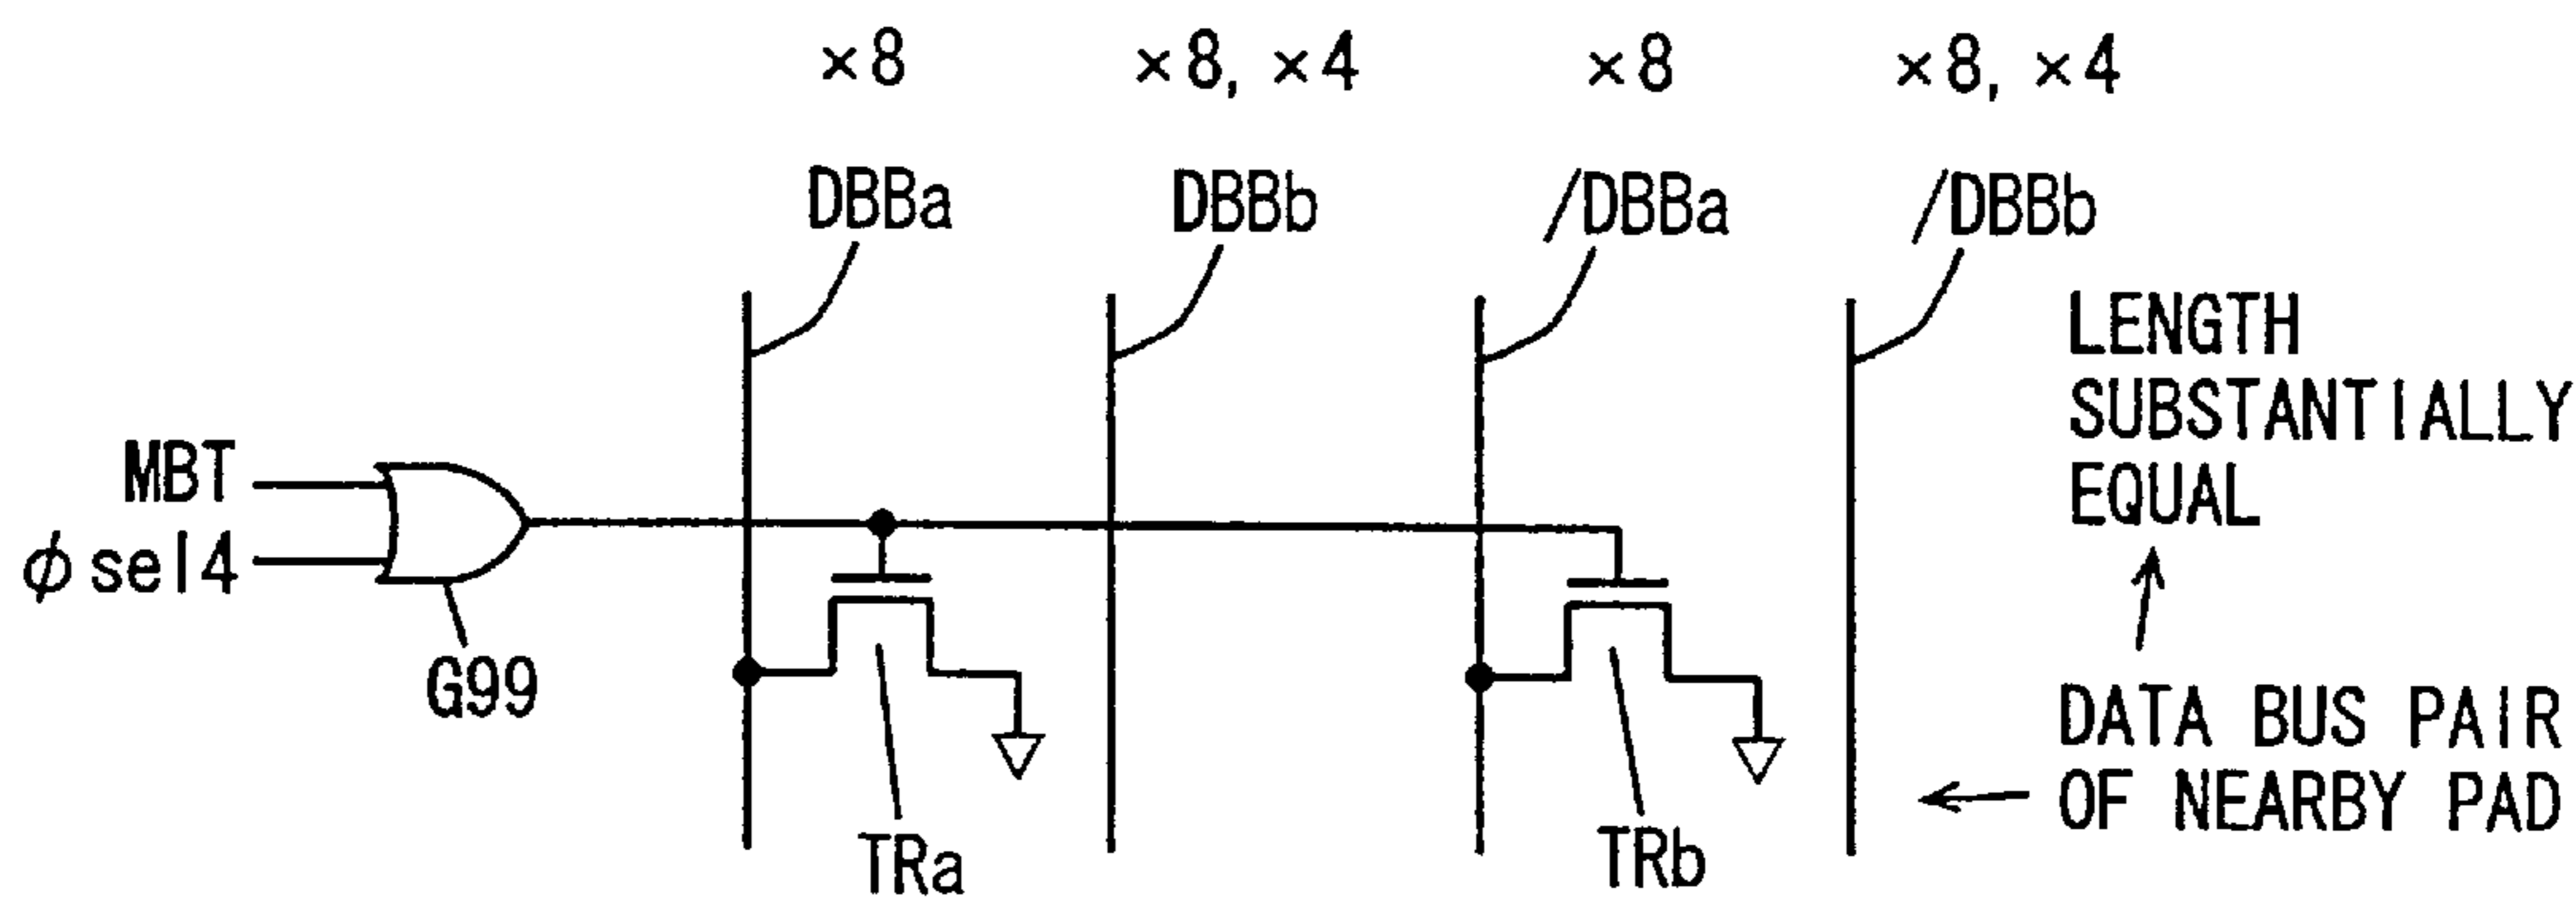 ×8
×8, ×4
×8
×8, ×4
DBBa
DBBb
/DBBa
/DBBb
LENGTH
SUBSTANTIALLY
EQUAL
MBT
φsel4
G99
TRa
TRb
DATA BUS PAIR
OF NEARBY PAD